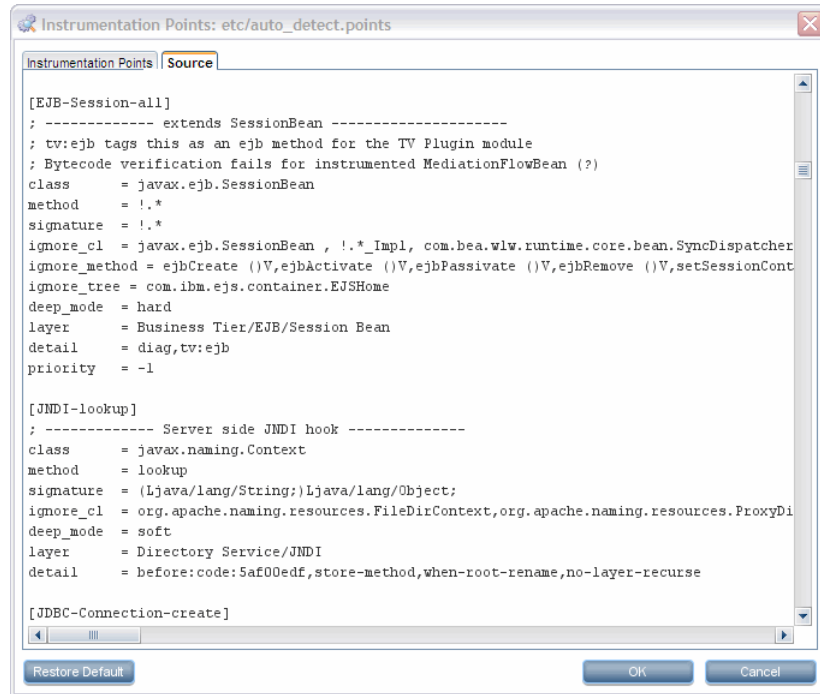 Instrumentation Points: etc/auto_detect.points
Instrumentation Points Source
[EJB-Session-all]
; ------------- extends SessionBean ---------------------
; tv:ejb tags this as an ejb method for the TV Plugin module
; Bytecode verification fails for instrumented MediationFlowBean (?)
class = javax.ejb.SessionBean
method = !.*
signature = !.*
ignore_cl = javax.ejb.SessionBean , !.*_Impl, com.bea.wlw.runtime.core.bean.SyncDispatcher
ignore_method = ejbCreate ()V,ejbActivate ()V,ejbPassivate ()V,ejbRemove ()V,setSessionCont
ignore_tree = com.ibm.ejs.container.EJSHome
deep_mode = hard
layer = Business Tier/EJB/Session Bean
detail = diag,tv:ejb
priority = -1
[JNDI-lookup]
; ------------- Server side JNDI hook --------------
class = javax.naming.Context
method = lookup
signature = (Ljava/lang/String;)Ljava/lang/Object;
ignore_cl = org.apache.naming.resources.FileDirContext,org.apache.naming.resources.ProxyDi
deep_mode = soft
layer = Directory Service/JNDI
detail = before:code:5af00edf,store-method,when-root-rename,no-layer-recurse
[JDBC-Connection-create]
Restore Default OK Cancel